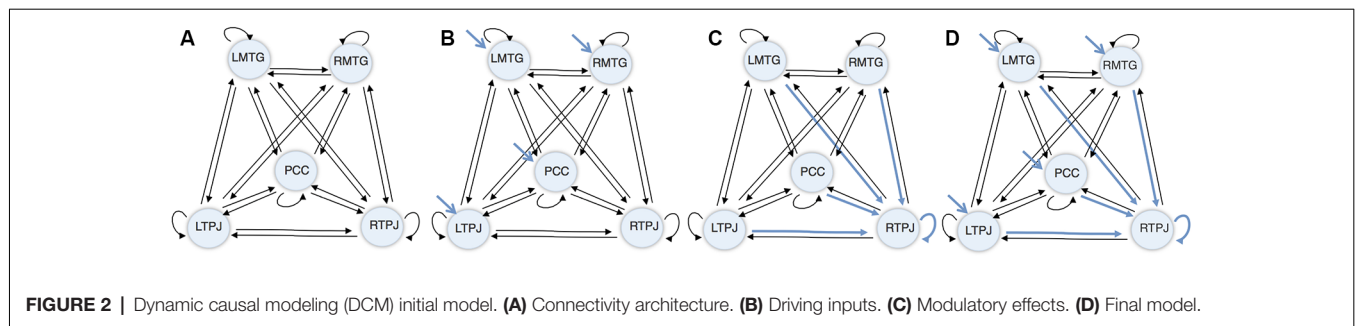 A
LMTG
RMTG
PCC
LTPJ
RTPJ
B
LMTG
RMTG
PCC
LTPJ
RTPJ
C
LMTG
RMTG
PCC
LTPJ
RTPJ
D
LMTG
RMTG
PCC
LTPJ
RTPJ
FIGURE 2 | Dynamic causal modeling (DCM) initial model. (A) Connectivity architecture. (B) Driving inputs. (C) Modulatory effects. (D) Final model.